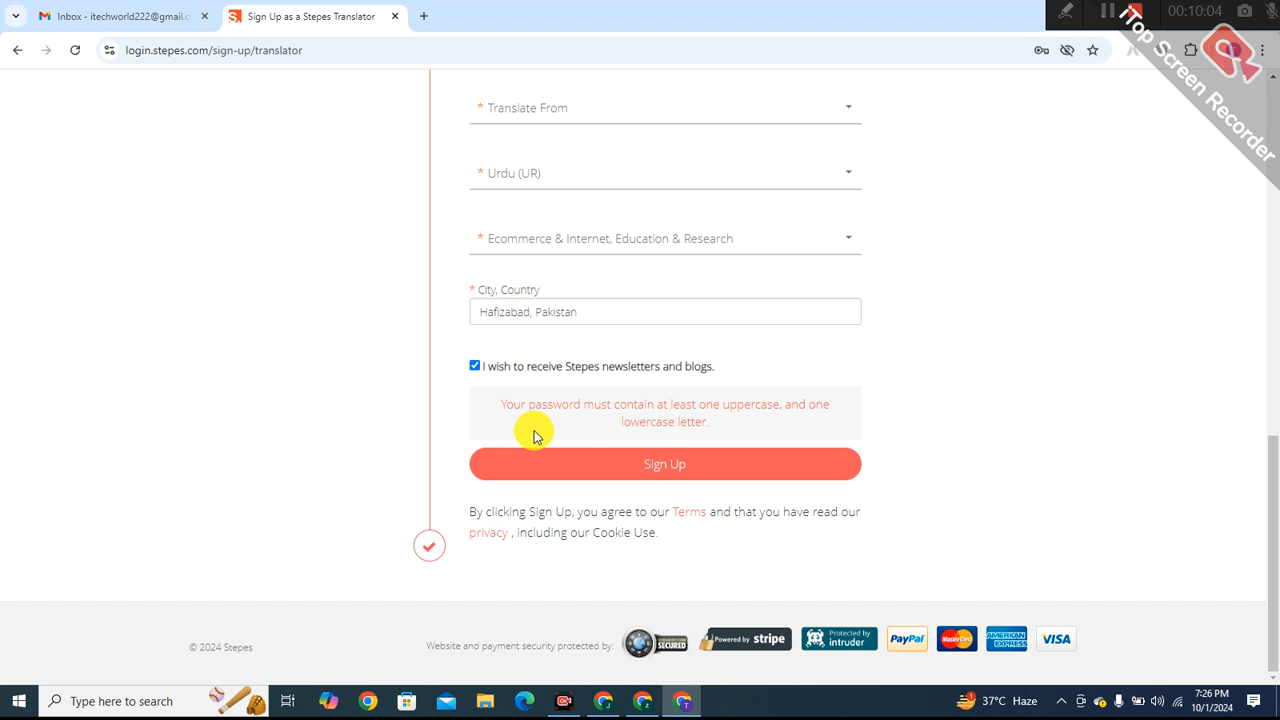 Inbox - itechworld222@gmail.c
Sign Up as a Stepes Translator
00:10:04
login.stepes.com/sign-up/translator
iTop Screen Recorder
* Translate From
* Urdu (UR)
* Ecommerce & Internet, Education & Research
* City, Country
Hafizabad, Pakistan
I wish to receive Stepes newsletters and blogs.
Your password must contain at least one uppercase, and one
lowercase letter.
Sign Up
By clicking Sign Up, you agree to our Terms and that you have read our
privacy , including our Cookie Use.
© 2024 Stepes
Website and payment security protected by:
SECURED
Powered by stripe
Protected by
intruder
PayPal
MasterCard
AMERICAN
EXPRESS
VISA
Type here to search
37°C Haze
7:26 PM
10/1/2024